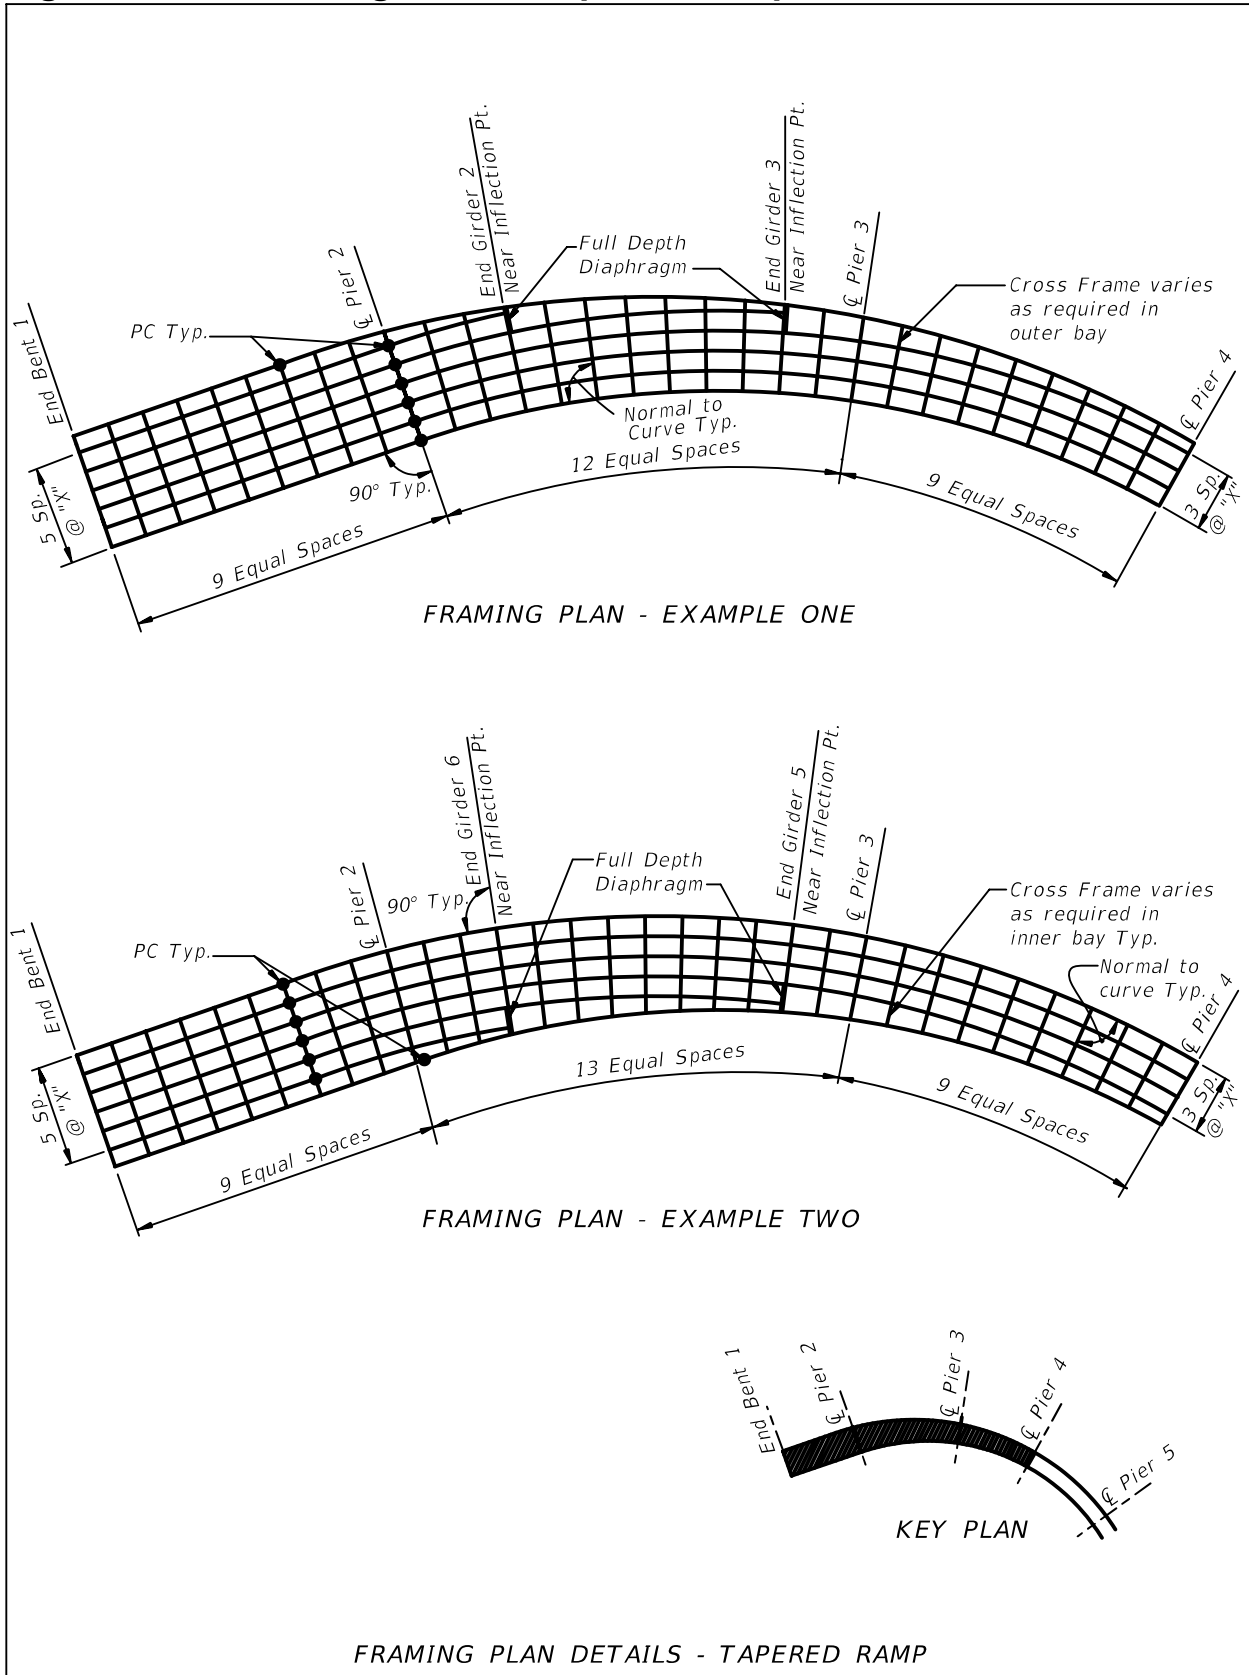 End Bent 1
PC Typ.
℄ Pier 2
End Girder 2
Near Inflection Pt.
Full Depth
Diaphragm
End Girder 3
Near Inflection Pt.
℄ Pier 3
Cross Frame varies
as required in
outer bay
℄ Pier 4
5 Sp.
@ "X"
90° Typ.
Normal to
Curve Typ.
9 Equal Spaces
12 Equal Spaces
9 Equal Spaces
3 Sp.
@ "X"
FRAMING PLAN - EXAMPLE ONE
End Bent 1
PC Typ.
℄ Pier 2
90° Typ.
End Girder 6
Near Inflection Pt.
Full Depth
Diaphragm
End Girder 5
Near Inflection Pt.
℄ Pier 3
Cross Frame varies
as required in
inner bay Typ.
Normal to
curve Typ.
℄ Pier 4
5 Sp.
@ "X"
9 Equal Spaces
13 Equal Spaces
9 Equal Spaces
3 Sp.
@ "X"
FRAMING PLAN - EXAMPLE TWO
End Bent 1
℄ Pier 2
℄ Pier 3
℄ Pier 4
℄ Pier 5
KEY PLAN
FRAMING PLAN DETAILS - TAPERED RAMP